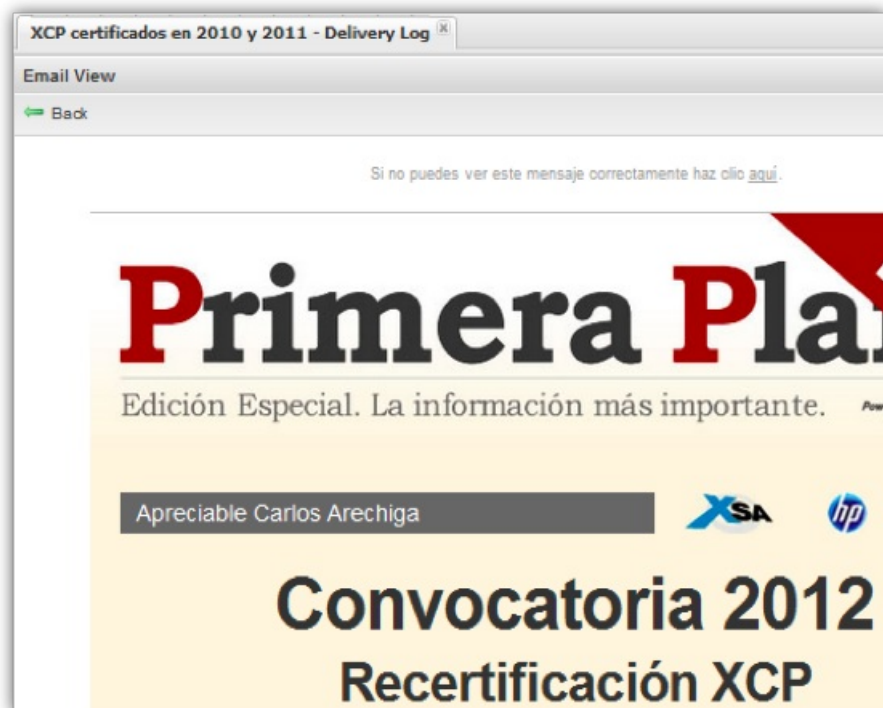 XCP certificados en 2010 y 2011 - Delivery Log
Email View
Back
Si no puedes ver este mensaje correctamente haz clic aquí.
Primera Pla
Edición Especial. La información más importante.
Apreciable Carlos Arechiga
XSA hp
Convocatoria 2012
Recertificación XCP